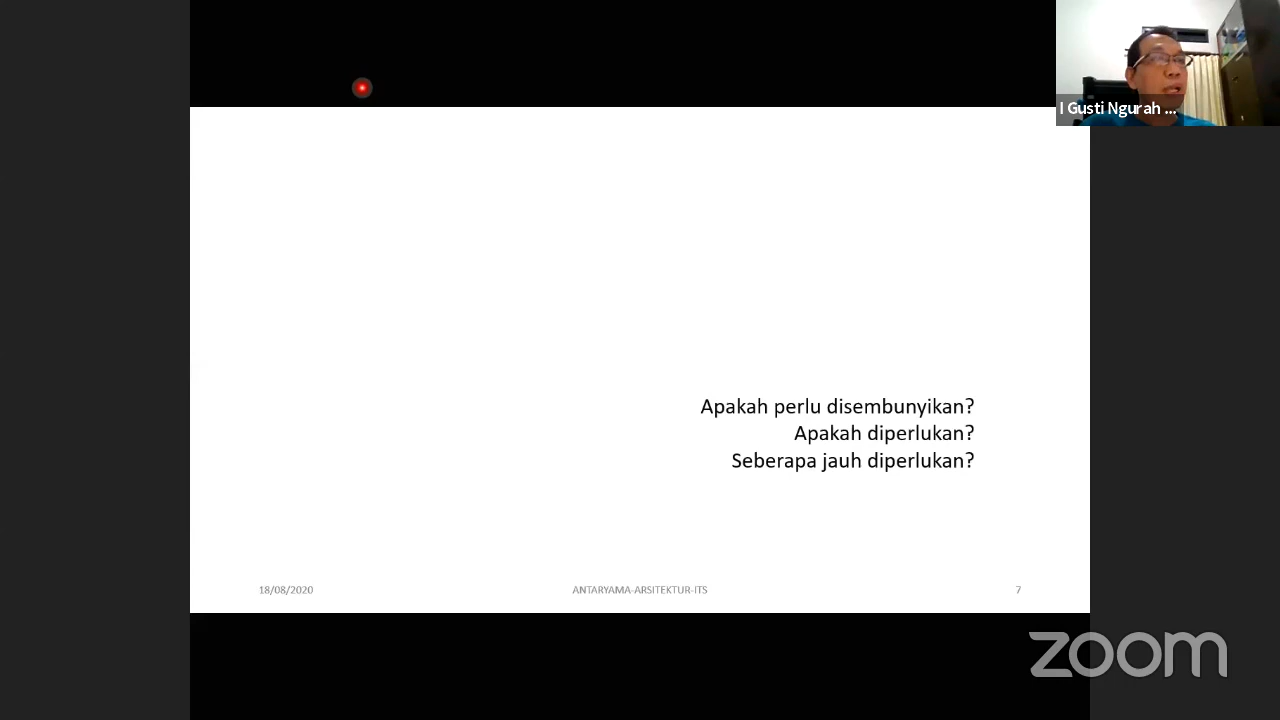 I Gusti Ngurah ...
Apakah perlu disembunyikan?
Apakah diperlukan?
Seberapa jauh diperlukan?
18/08/2020
ANTARYAMA-ARSITEKTUR-ITS
7
zoom